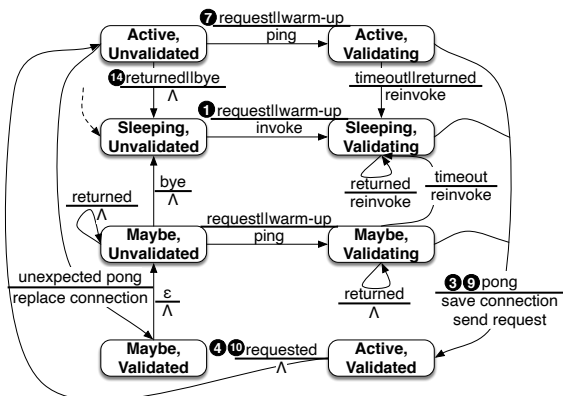 Active, Unvalidated
7 request||warm-up
ping
Active, Validating
14 returned||bye
Λ
timeout||returned
reinvoke
Sleeping, Unvalidated
1 request||warm-up
invoke
Sleeping, Validating
returned
Λ
bye
Λ
returned
reinvoke
timeout
reinvoke
request||warm-up
ping
Maybe, Unvalidated
Maybe, Validating
unexpected pong
replace connection
ε
Λ
returned
Λ
3 9 pong
save connection
send request
Maybe, Validated
4 10 requested
Λ
Active, Validated